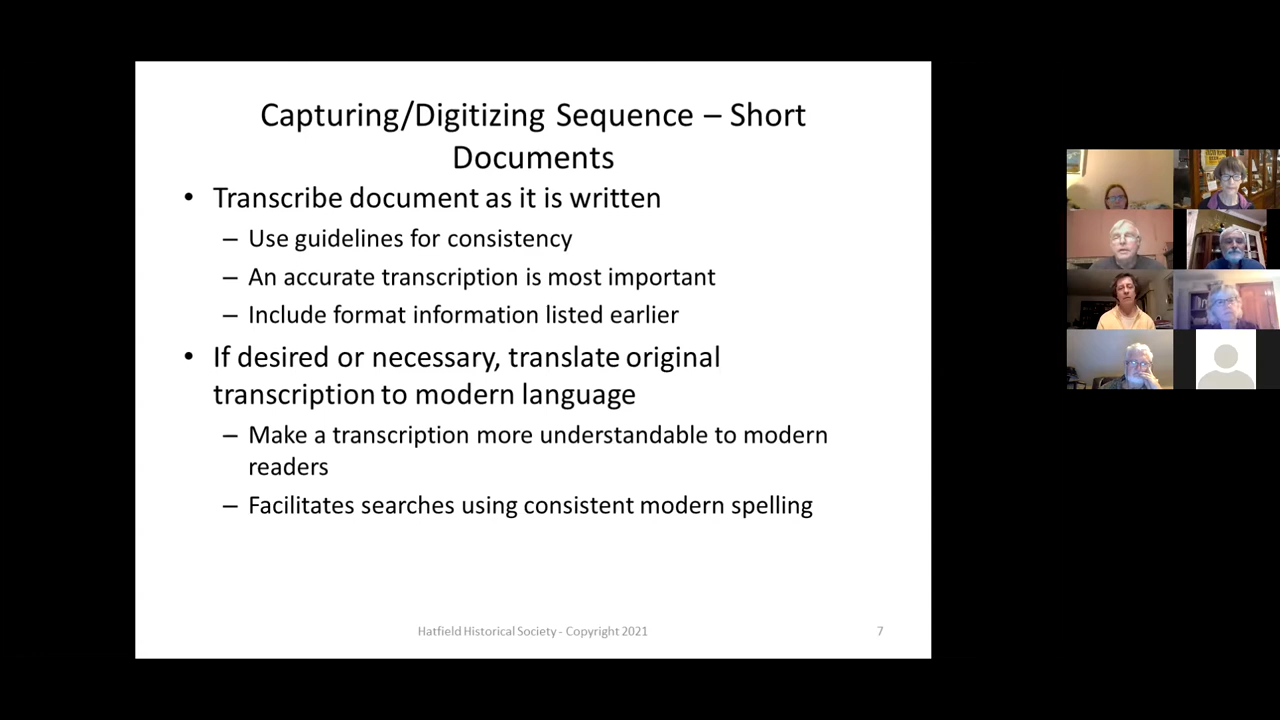 Capturing/Digitizing Sequence – Short
Documents
• Transcribe document as it is written
– Use guidelines for consistency
– An accurate transcription is most important
– Include format information listed earlier
• If desired or necessary, translate original
transcription to modern language
– Make a transcription more understandable to modern
readers
– Facilitates searches using consistent modern spelling
Hatfield Historical Society - Copyright 2021
7